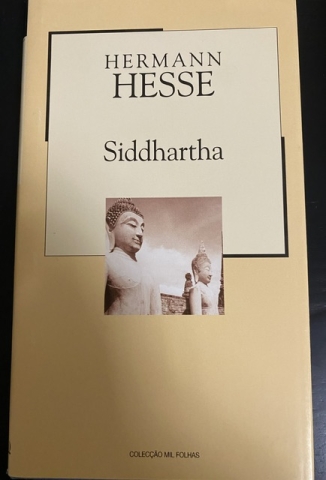 HERMANN
HESSE
Siddhartha
COLECÇÃO MIL FOLHAS